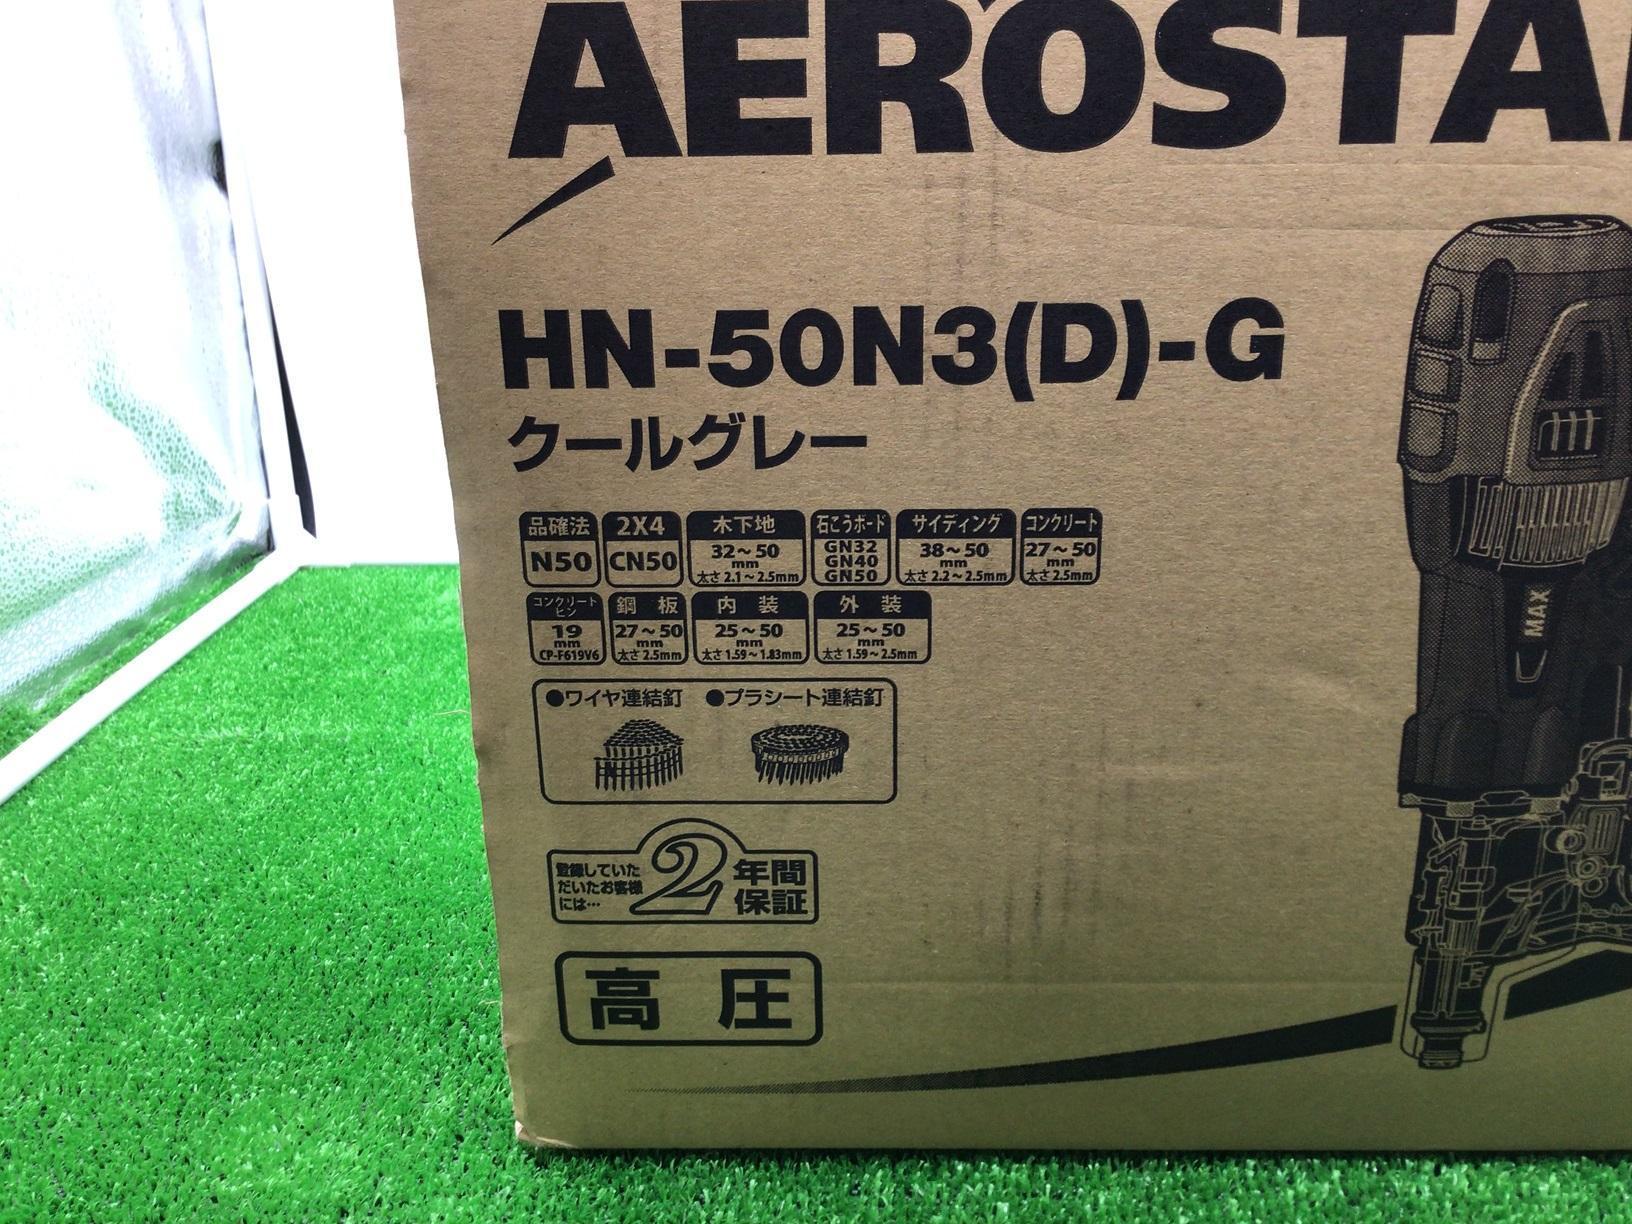 AEROSTA
HN-50N3(D)-G
クールグレー
品確法 2X4 木下地 石こうボード サイディング コンクリート
N50 CN50 32～50 mm 太さ2.1～2.5mm GN32 GN40 GN50 38～50 mm 太さ2.2～2.5mm 27～50 mm 太さ2.5mm
コンクリートピン 鋼板 内装 外装
19 mm CP-F619V6 27～50 mm 太さ2.5mm 25～50 mm 太さ1.59～1.83mm 25～50 mm 太さ1.59～2.5mm
●ワイヤ連結釘 ●プラシート連結釘
登録していた
だいたお客様
には…
2年間
保証
高圧
MAX